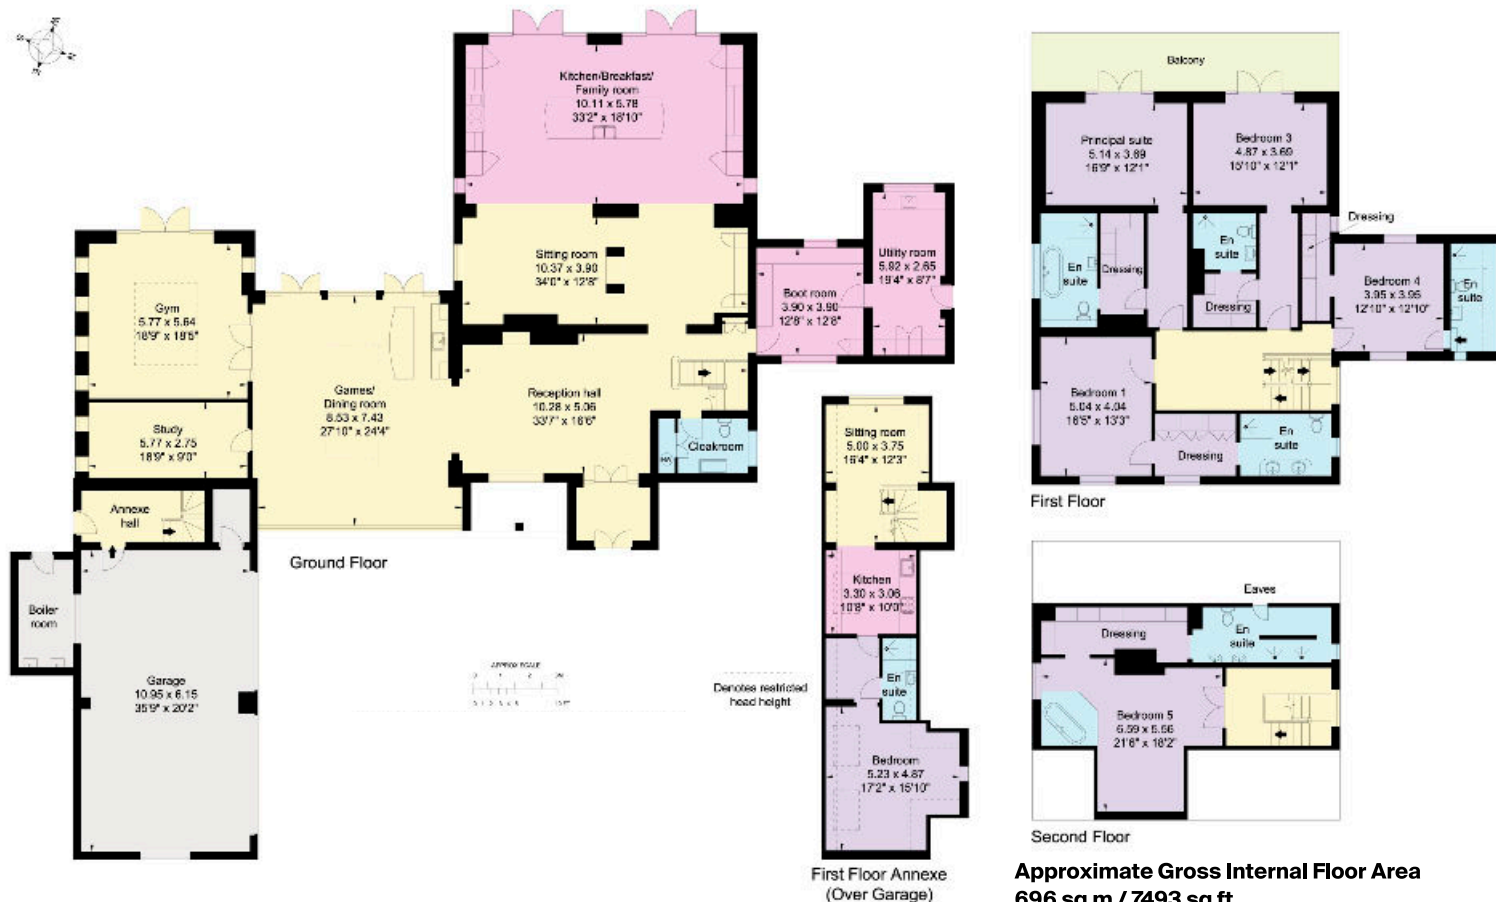 Kitchen/Breakfast/
Family room
10.11 x 5.78
33'2" x 18'10"
Sitting room
10.37 x 3.90
34'0" x 12'8"
Utility room
5.92 x 2.65
19'4" x 8'7"
Boot room
3.90 x 3.90
12'8" x 12'8"
Gym
5.77 x 5.64
18'9" x 18'5"
Games/
Dining room
8.53 x 7.43
27'10" x 24'4"
Reception hall
10.28 x 5.06
33'7" x 16'6"
Study
5.77 x 2.75
18'9" x 9'0"
Cloakroom
Annexe
hall
Ground Floor
Boiler
room
Garage
10.95 x 6.15
35'9" x 20'2"
APPROX SCALE
Denotes restricted
head height
Sitting room
5.00 x 3.75
16'4" x 12'3"
Kitchen
3.30 x 3.06
10'8" x 10'0"
En
suite
Bedroom
5.23 x 4.87
17'2" x 15'10"
First Floor Annexe
(Over Garage)
Balcony
Principal suite
5.14 x 3.69
16'9" x 12'1"
Bedroom 3
4.87 x 3.69
15'10" x 12'1"
Dressing
En
suite
Dressing
En
suite
Dressing
Bedroom 4
3.95 x 3.95
12'10" x 12'10"
En
suite
Bedroom 1
5.04 x 4.04
16'5" x 13'3"
Dressing
En
suite
First Floor
Eaves
Dressing
En
suite
Bedroom 5
6.59 x 5.56
21'6" x 18'2"
Second Floor
Approximate Gross Internal Floor Area
696 sq m / 7493 sq ft